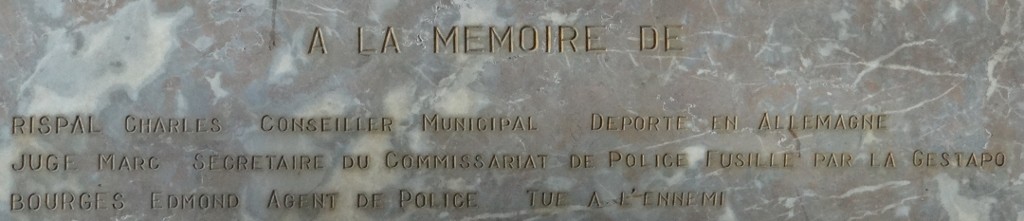 A LA MEMOIRE DE
RISPAL CHARLES CONSEILLER MUNICIPAL DEPORTE EN ALLEMAGNE
JUGE MARC SECRETAIRE DU COMMISSARIAT DE POLICE FUSILLE PAR LA GESTAPO
BOURGES EDMOND AGENT DE POLICE TUE A L'ENNEMI